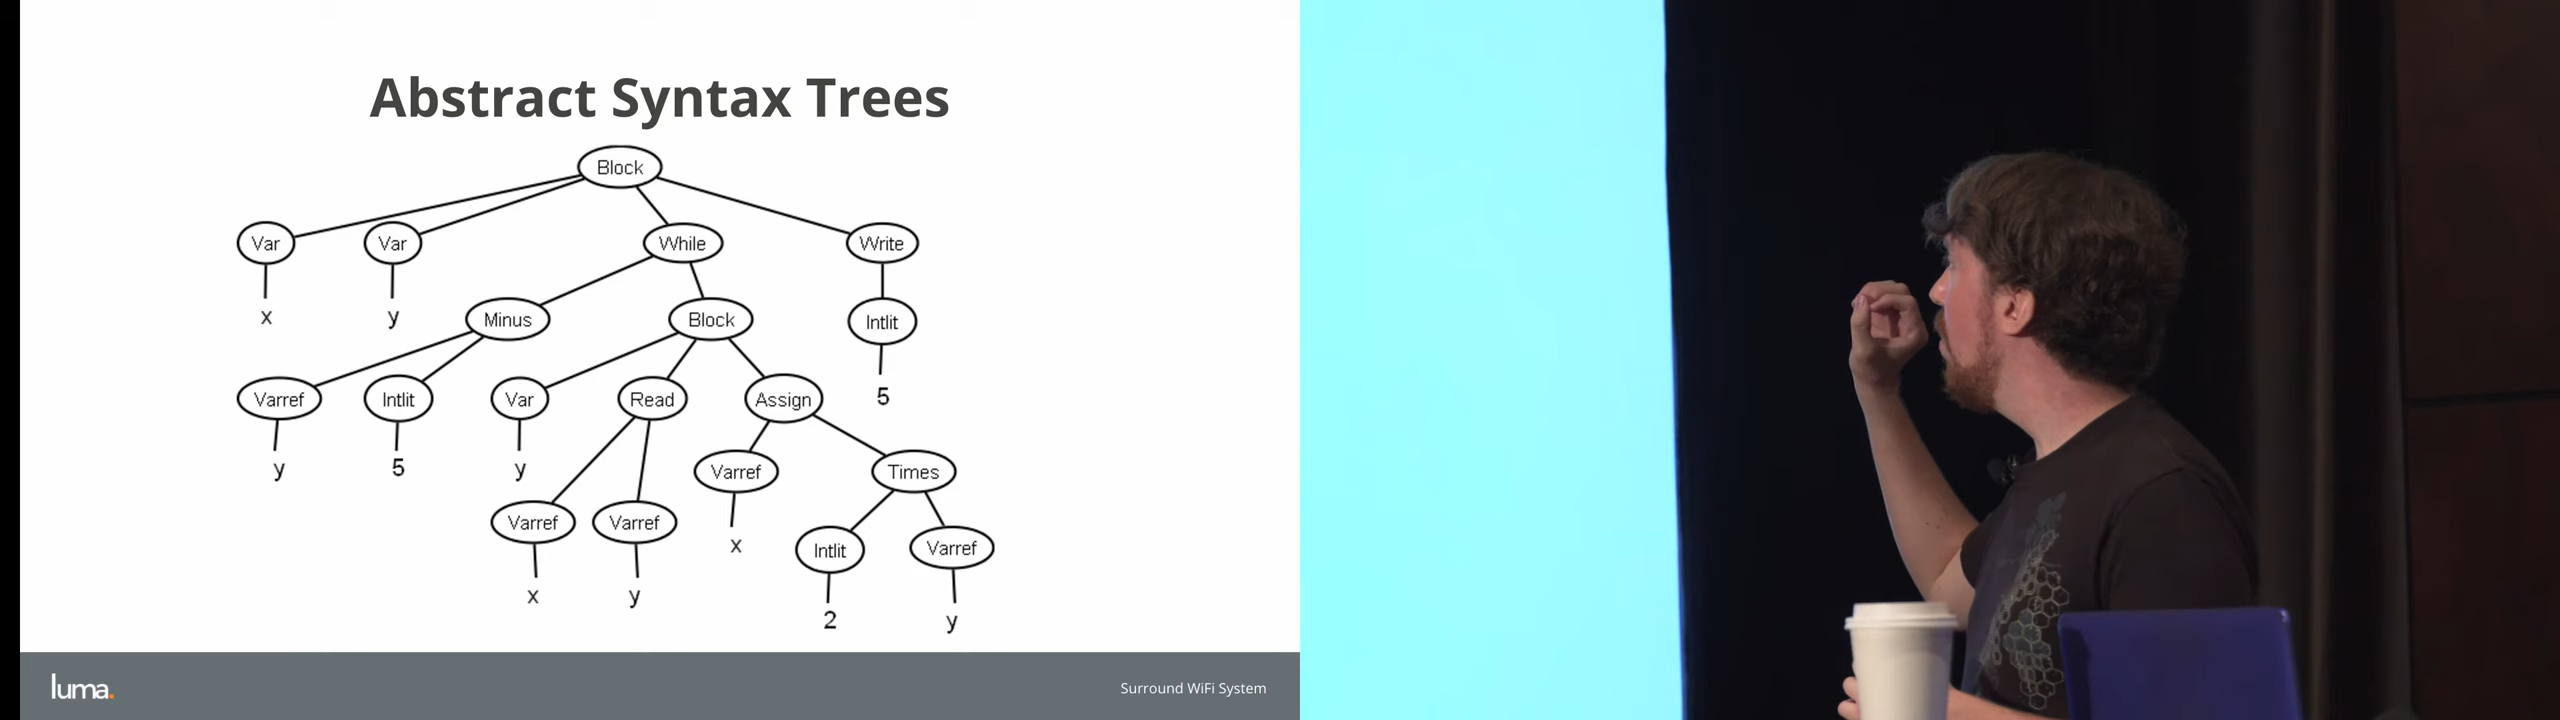 Abstract Syntax Trees
Block
Var Var While Write
x y Minus Block Intlit
Varref Intlit Var Read Assign 5
y 5 y Varref Times
Varref Varref x Intlit Varref
x y 2 y
luma.
Surround WiFi System